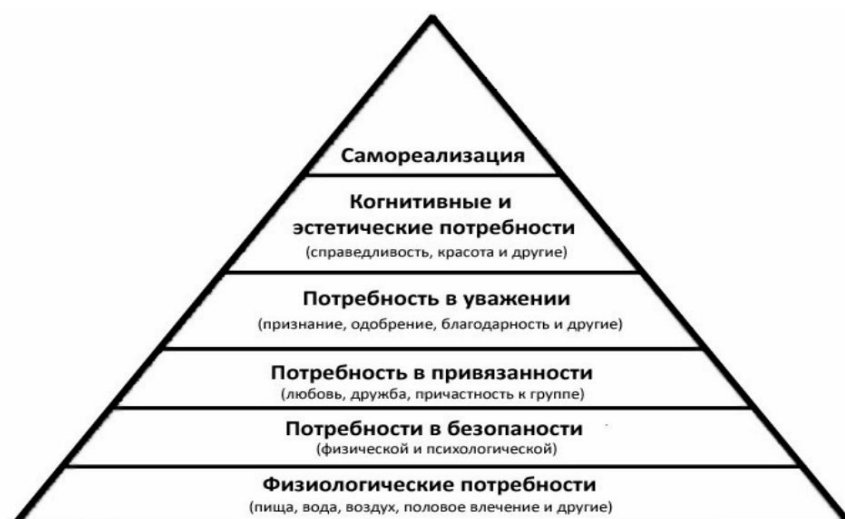 Самореализация
Когнитивные и
эстетические потребности
(справедливость, красота и другие)
Потребность в уважении
(признание, одобрение, благодарность и другие)
Потребность в привязанности
(любовь, дружба, причастность к группе)
Потребности в безопаности
(физической и психологической)
Физиологические потребности
(пища, вода, воздух, половое влечение и другие)